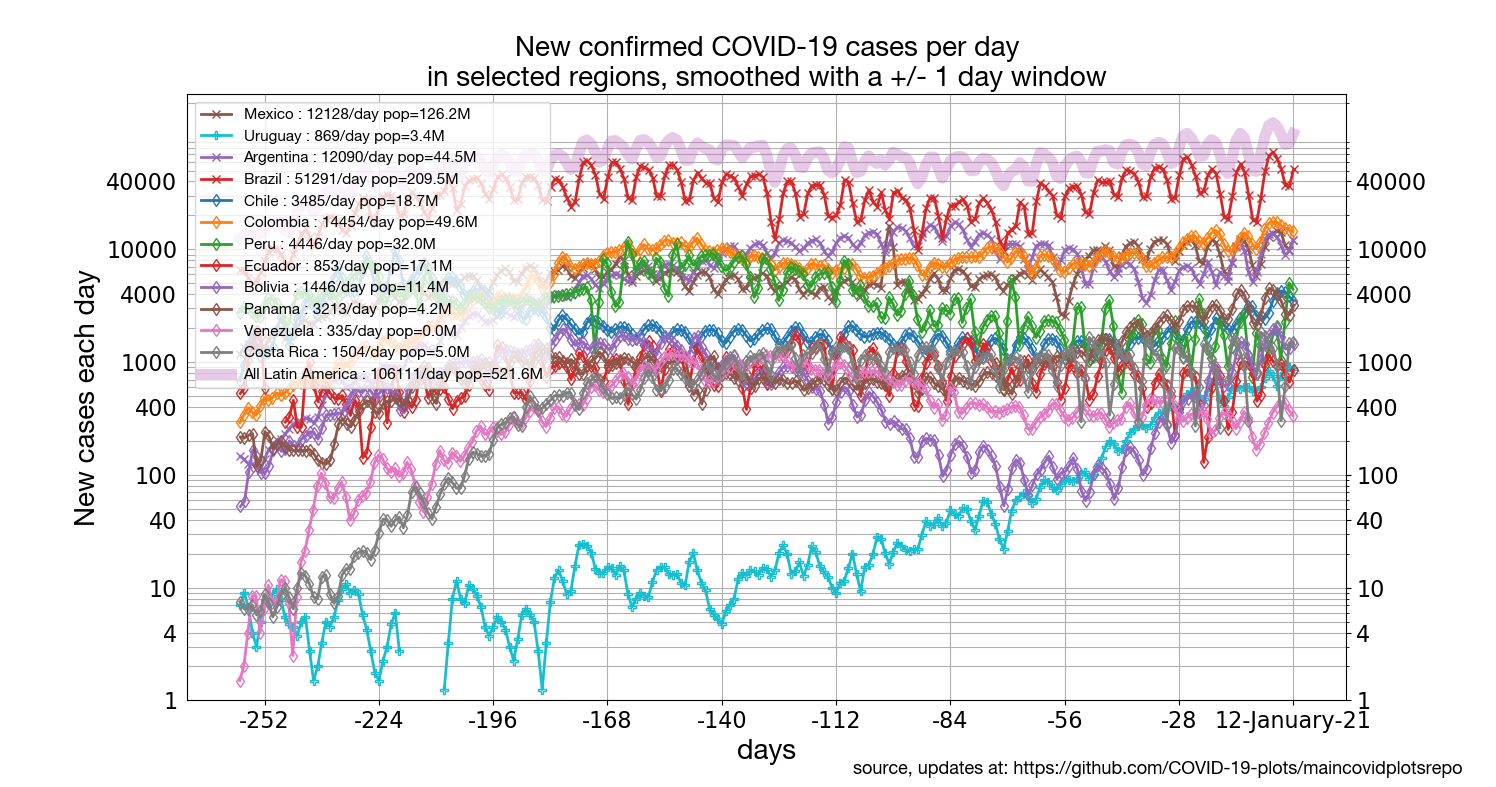 New confirmed COVID-19 cases per day
in selected regions, smoothed with a +/- 1 day window
Mexico : 12128/day pop=126.2M
Uruguay : 869/day pop=3.4M
Argentina : 12090/day pop=44.5M
Brazil : 51291/day pop=209.5M
Chile : 3485/day pop=18.7M
Colombia : 14454/day pop=49.6M
Peru : 4446/day pop=32.0M
Ecuador : 853/day pop=17.1M
Bolivia : 1446/day pop=11.4M
Panama : 3213/day pop=4.2M
Venezuela : 335/day pop=0.0M
Costa Rica : 1504/day pop=5.0M
All Latin America : 106111/day pop=521.6M
New cases each day
40000
10000
4000
1000
400
100
40
10
4
1
40000
10000
4000
1000
400
100
40
10
4
1
-252 -224 -196 -168 -140 -112 -84 -56 -28 12-January-21
days
source, updates at: https://github.com/COVID-19-plots/maincovidplotsrepo